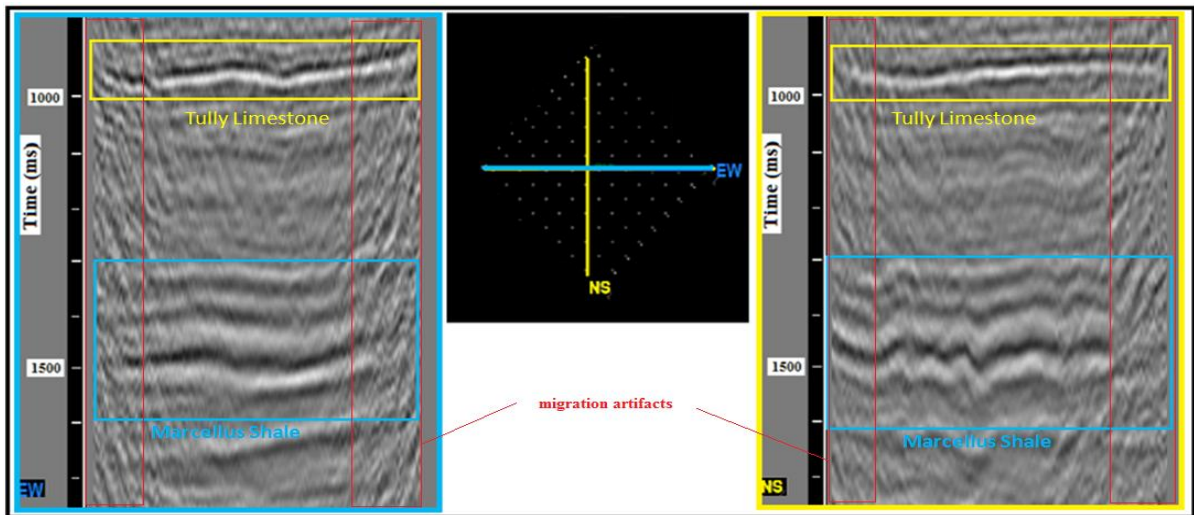 1000
Tully Limestone
Time (ms)
1500
Marcellus Shale
EW
EW
NS
migration artifacts
1000
Tully Limestone
Time (ms)
1500
Marcellus Shale
NS